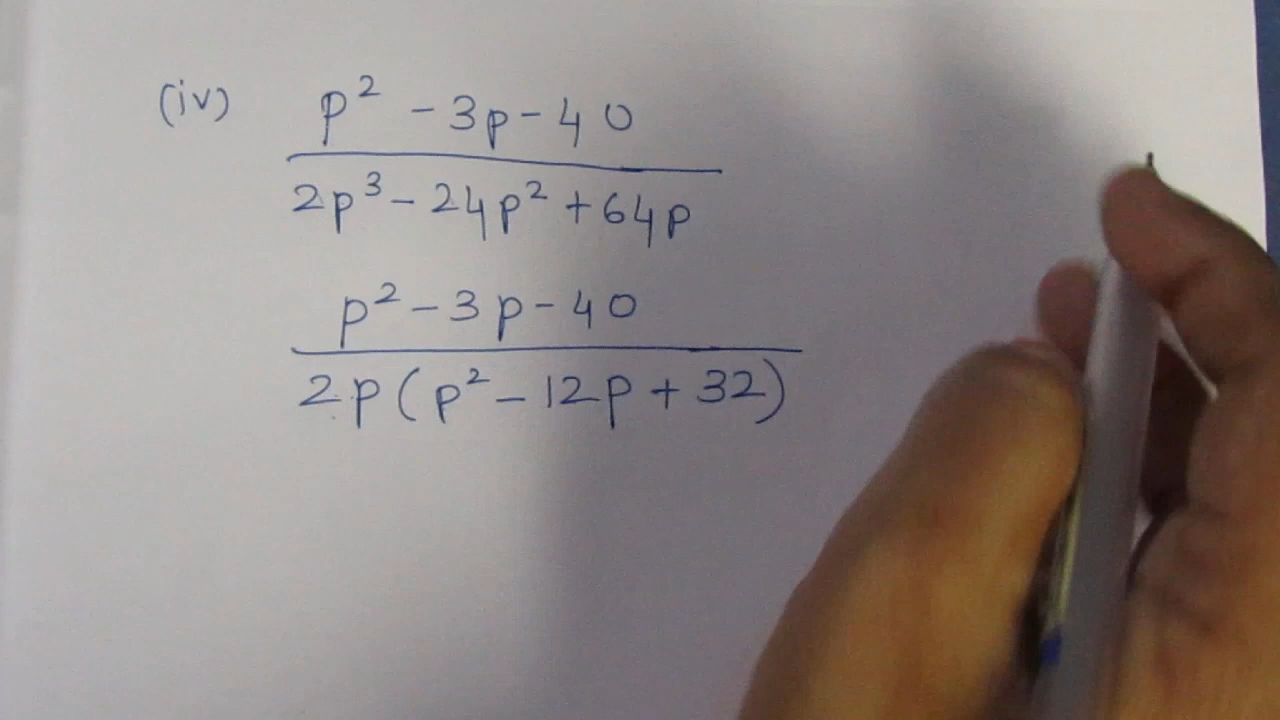 (iv) p² - 3p - 40
2p³ - 24p² + 64p
p² - 3p - 40
2p(p² - 12p + 32)